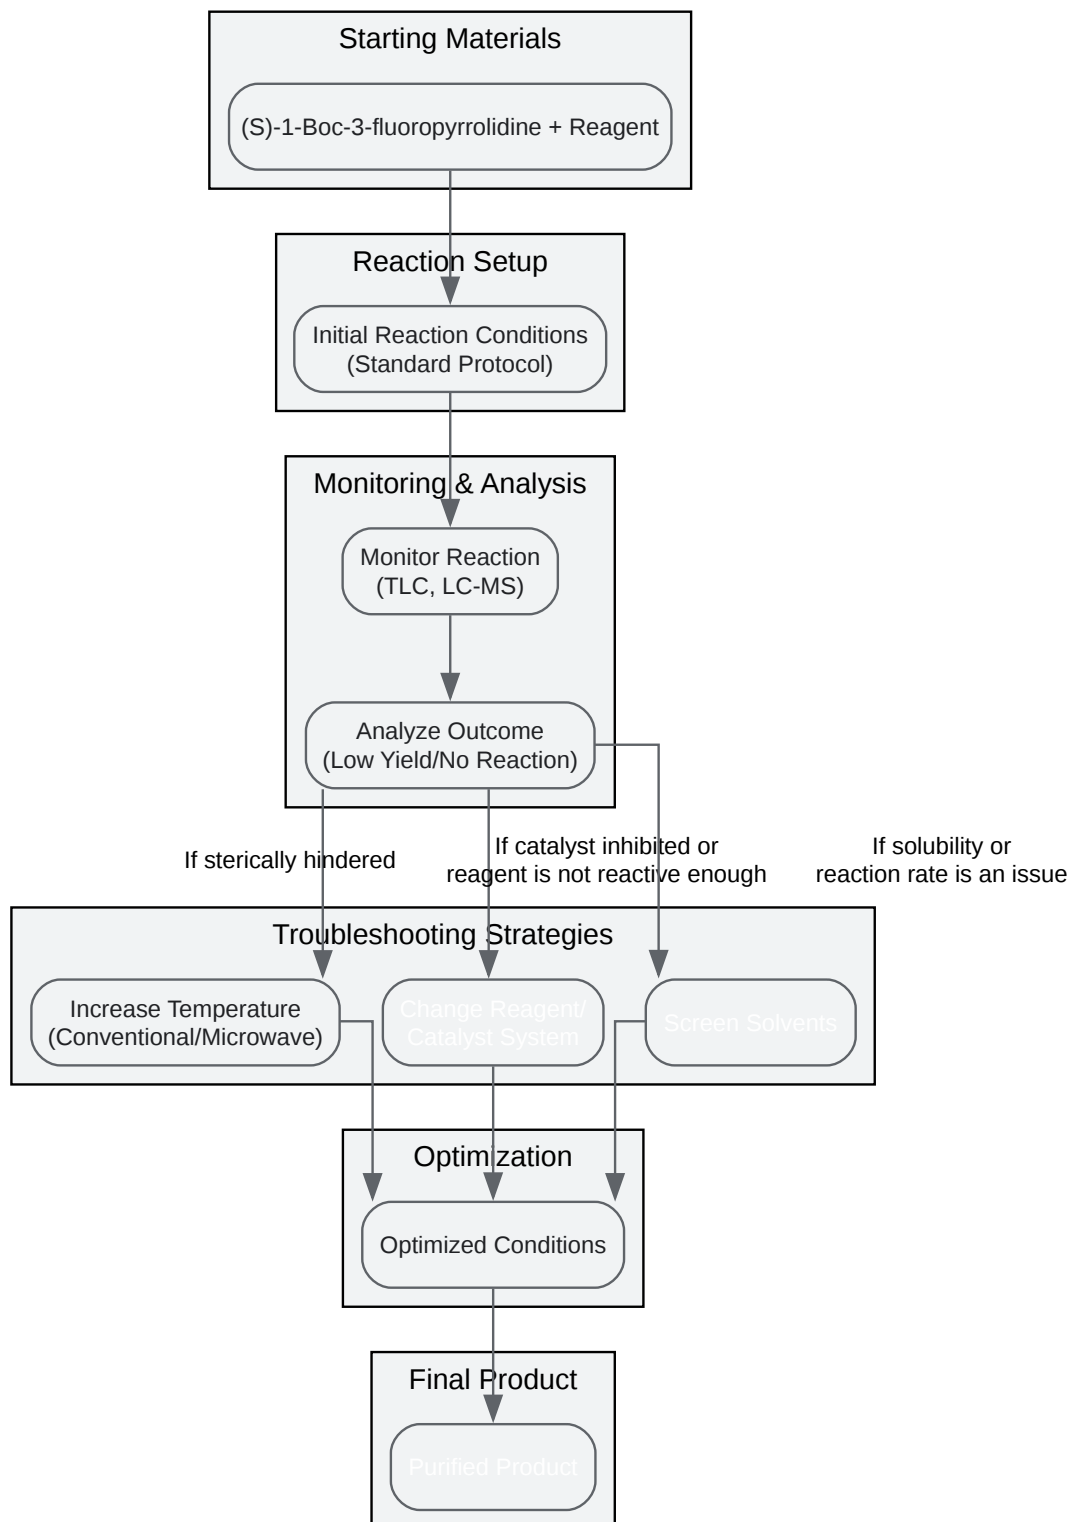 Starting Materials
(S)-1-Boc-3-fluoropyrrolidine + Reagent
Reaction Setup
Initial Reaction Conditions
(Standard Protocol)
Monitoring & Analysis
Monitor Reaction
(TLC, LC-MS)
Analyze Outcome
(Low Yield/No Reaction)
If sterically hindered
If catalyst inhibited or
reagent is not reactive enough
If solubility or
reaction rate is an issue
Troubleshooting Strategies
Increase Temperature
(Conventional/Microwave)
Change Reagent/
Catalyst System
Screen Solvents
Optimization
Optimized Conditions
Final Product
Purified Product